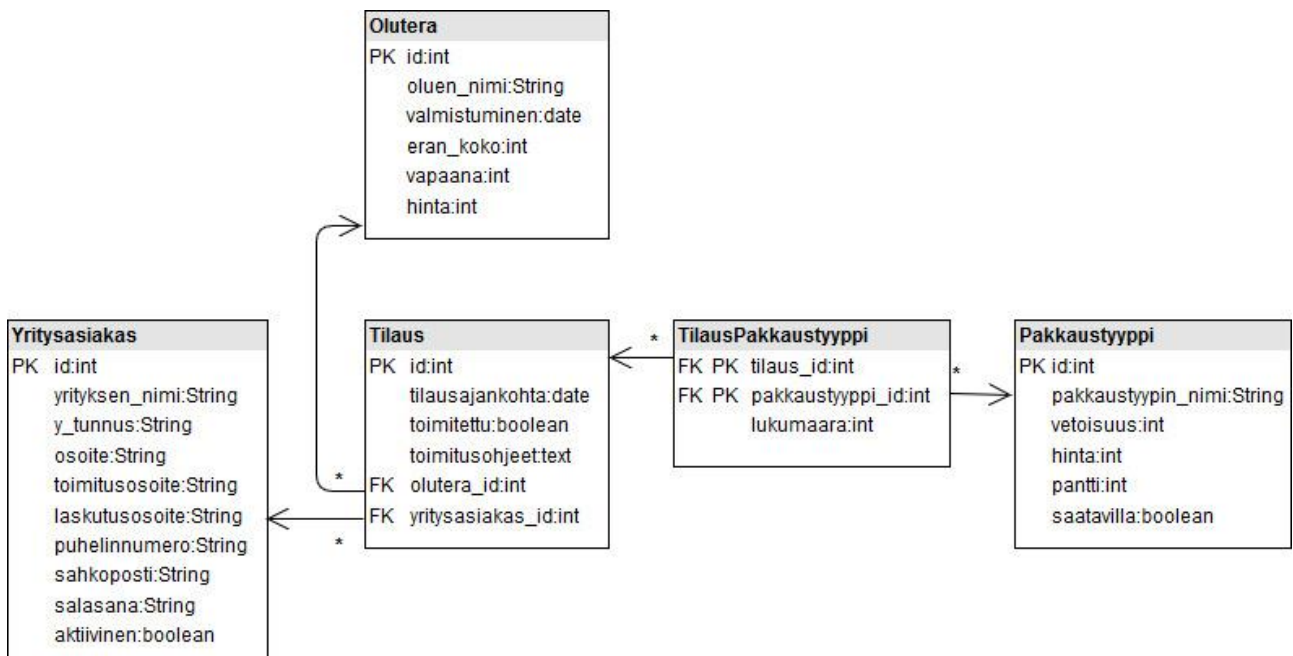 Olutera
PK id:int
oluen_nimi:String
valmistuminen:date
eran_koko:int
vapaana:int
hinta:int
Yritysasiakas
PK id:int
yrityksen_nimi:String
y_tunnus:String
osoite:String
toimitusosoite:String
laskutusosoite:String
puhelinnumero:String
sahkoposti:String
salasana:String
aktiivinen:boolean
Tilaus
PK id:int
tilausajankohta:date
toimitettu:boolean
toimitusohjeet:text
* FK olutera_id:int
FK yritysasiakas_id:int
*
*
TilausPakkaustyyppi
FK PK tilaus_id:int
FK PK pakkaustyyppi_id:int
lukumaara:int
*
Pakkaustyyppi
PK id:int
pakkaustyypin_nimi:String
vetoisuus:int
hinta:int
pantti:int
saatavilla:boolean